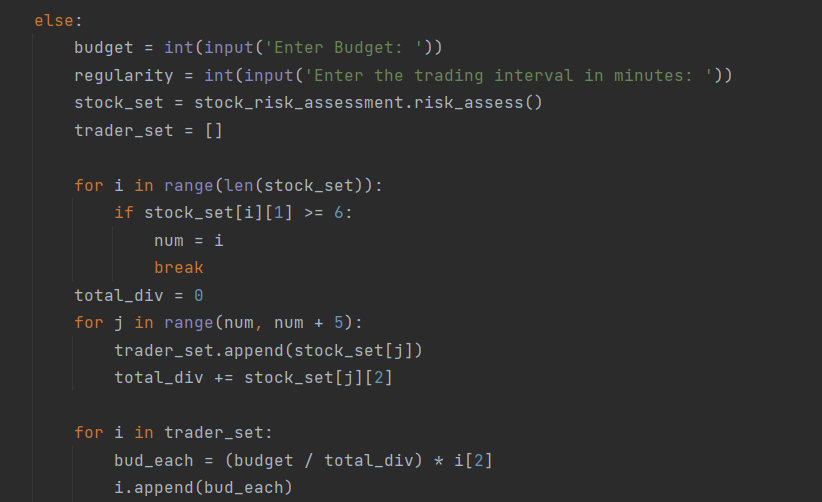 else:
budget = int(input('Enter Budget: '))
regularity = int(input('Enter the trading interval in minutes: '))
stock_set = stock_risk_assessment.risk_assess()
trader_set = []
for i in range(len(stock_set)):
if stock_set[i][1] >= 6:
num = i
break
total_div = 0
for j in range(num, num + 5):
trader_set.append(stock_set[j])
total_div += stock_set[j][2]
for i in trader_set:
bud_each = (budget / total_div) * i[2]
i.append(bud_each)